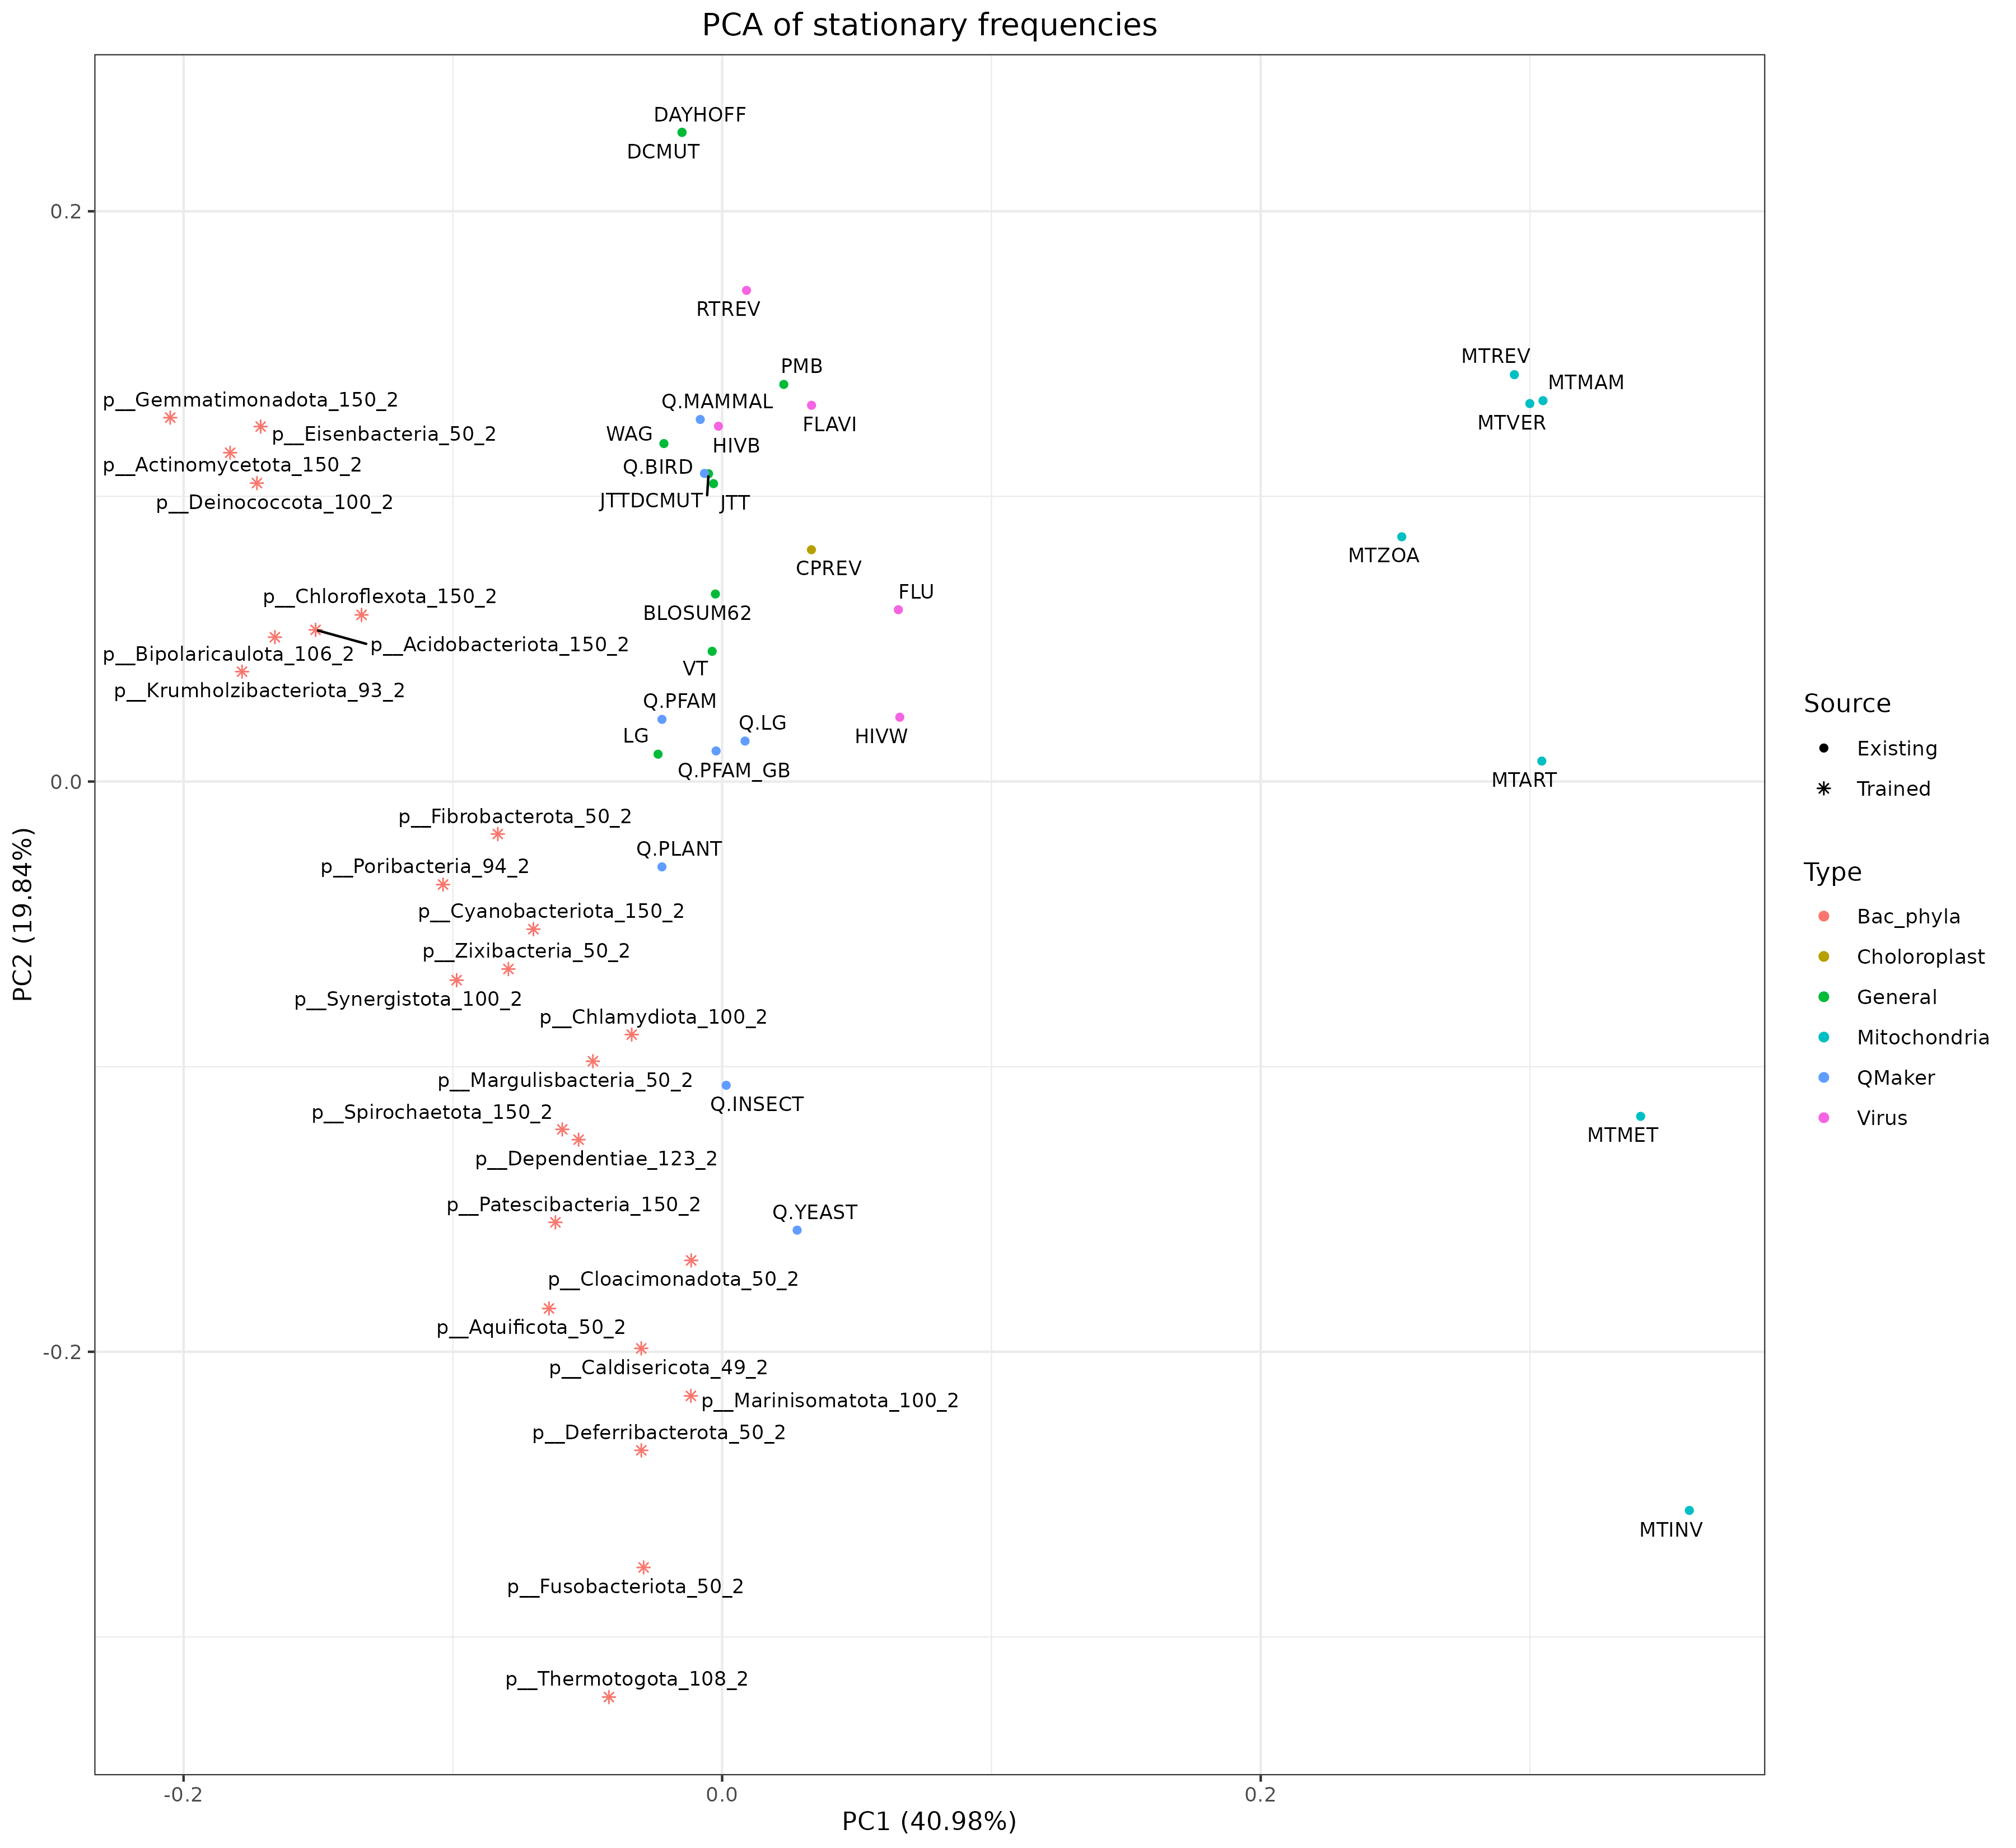 PCA of stationary frequencies
DAYHOFF
DCMUT
0.2
RTREV
MTREV
PMB
MTMAM
p__Gemmatimonadota_150_2
Q.MAMMAL
FLAVI
MTVER
p__Eisenbacteria_50_2
WAG
HIVB
p__Actinomycetota_150_2
Q.BIRD
p__Deinococcota_100_2
JTTDCMUT
JTT
MTZOA
CPREV
p__Chloroflexota_150_2
FLU
BLOSUM62
p__Acidobacteriota_150_2
p__Bipolaricaulota_106_2
VT
p__Krumholzibacteriota_93_2
Q.PFAM
Q.LG
LG
HIVW
Q.PFAM_GB
0.0
MTART
p__Fibrobacterota_50_2
Q.PLANT
p__Poribacteria_94_2
p__Cyanobacteriota_150_2
p__Zixibacteria_50_2
p__Synergistota_100_2
p__Chlamydiota_100_2
p__Margulisbacteria_50_2
Q.INSECT
p__Spirochaetota_150_2
MTMET
p__Dependentiae_123_2
p__Patescibacteria_150_2
Q.YEAST
p__Cloacimonadota_50_2
p__Aquificota_50_2
-0.2
p__Caldisericota_49_2
p__Marinisomatota_100_2
p__Deferribacterota_50_2
MTINV
p__Fusobacteriota_50_2
p__Thermotogota_108_2
-0.2
0.0
0.2
PC1 (40.98%)
PC2 (19.84%)
Source
Existing
Trained
Type
Bac_phyla
Choloroplast
General
Mitochondria
QMaker
Virus